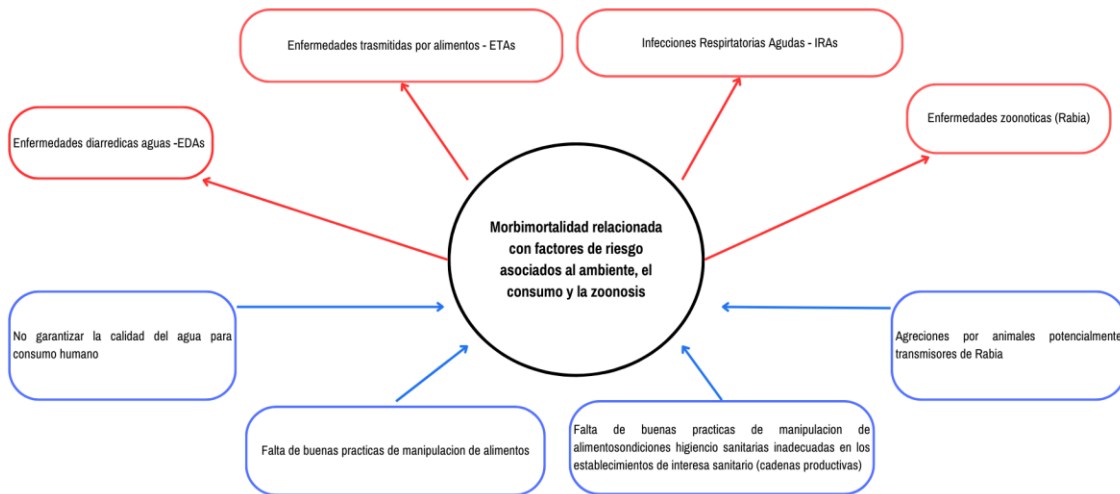 Enfermedades trasmitidas por alimentos - ETAs
Infecciones Respirtatorias Agudas - IRAs
Enfermedades diarredicas aguas -EDAs
Enfermedades zoonoticas (Rabia)
Morbimortalidad relacionada
con factores de riesgo
asociados al ambiente, el
consumo y la zoonosis
No garantizar la calidad del agua para
consumo humano
Agreciones por animales potencialmente
transmisores de Rabia
Falta de buenas practicas de manipulacion de alimentos
Falta de buenas practicas de manipulacion de
alimentosondiciones higiencio sanitarias inadecuadas en los
establecimientos de interesa sanitario (cadenas productivas)